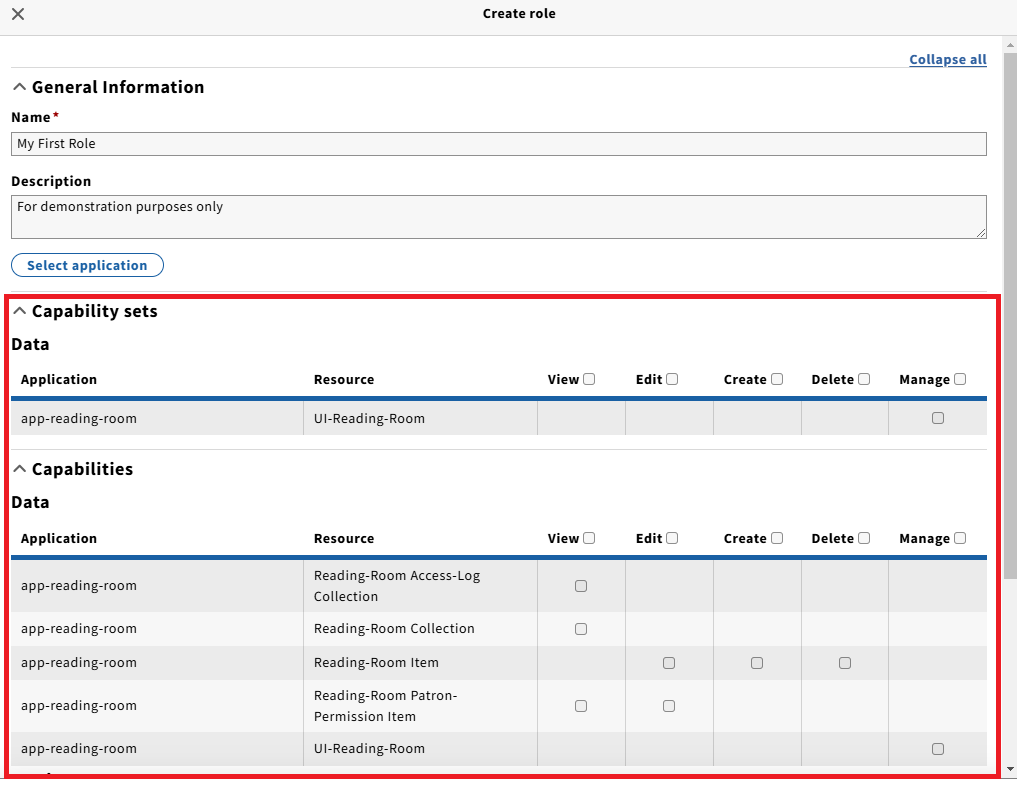 Create role
Collapse all
General Information
Name*
My First Role
Description
For demonstration purposes only
Select application
Capability sets
Data
Application Resource View Edit Create Delete Manage
app-reading-room UI-Reading-Room
Capabilities
Data
Application Resource View Edit Create Delete Manage
app-reading-room Reading-Room Access-Log
Collection
app-reading-room Reading-Room Collection
app-reading-room Reading-Room Item
app-reading-room Reading-Room Patron-
Permission Item
app-reading-room UI-Reading-Room